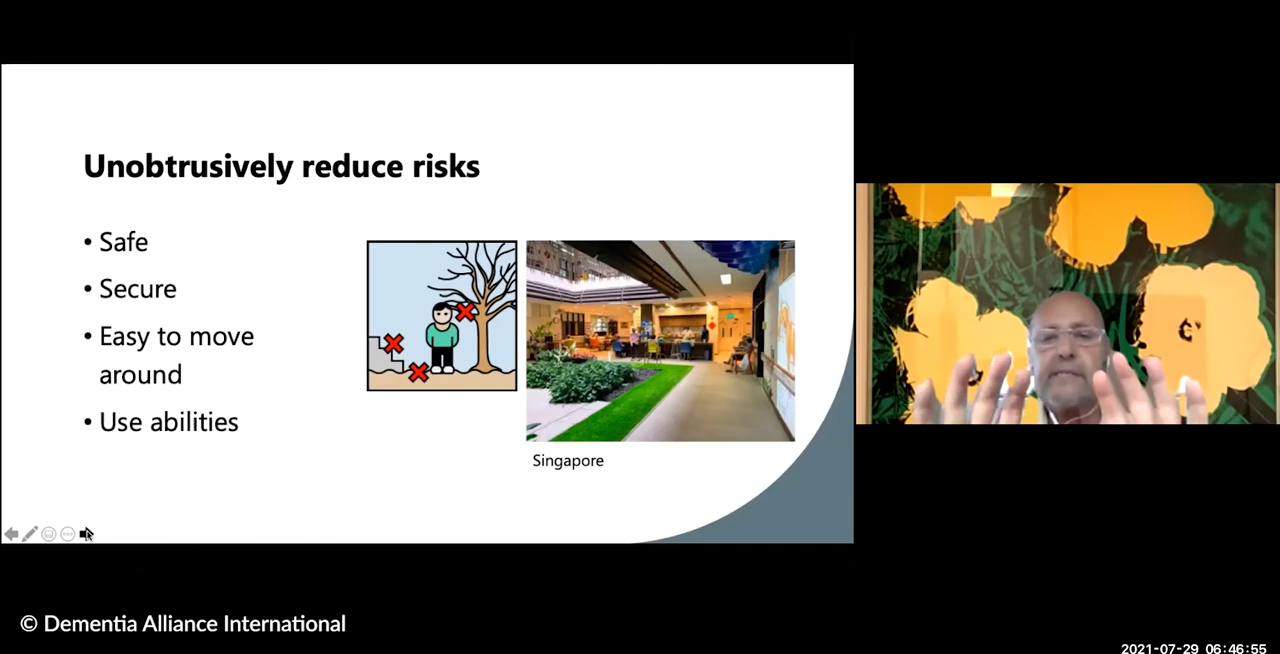 Unobtrusively reduce risks
• Safe
• Secure
• Easy to move
around
• Use abilities
Singapore
© Dementia Alliance International
2021-07-29 06:46:55